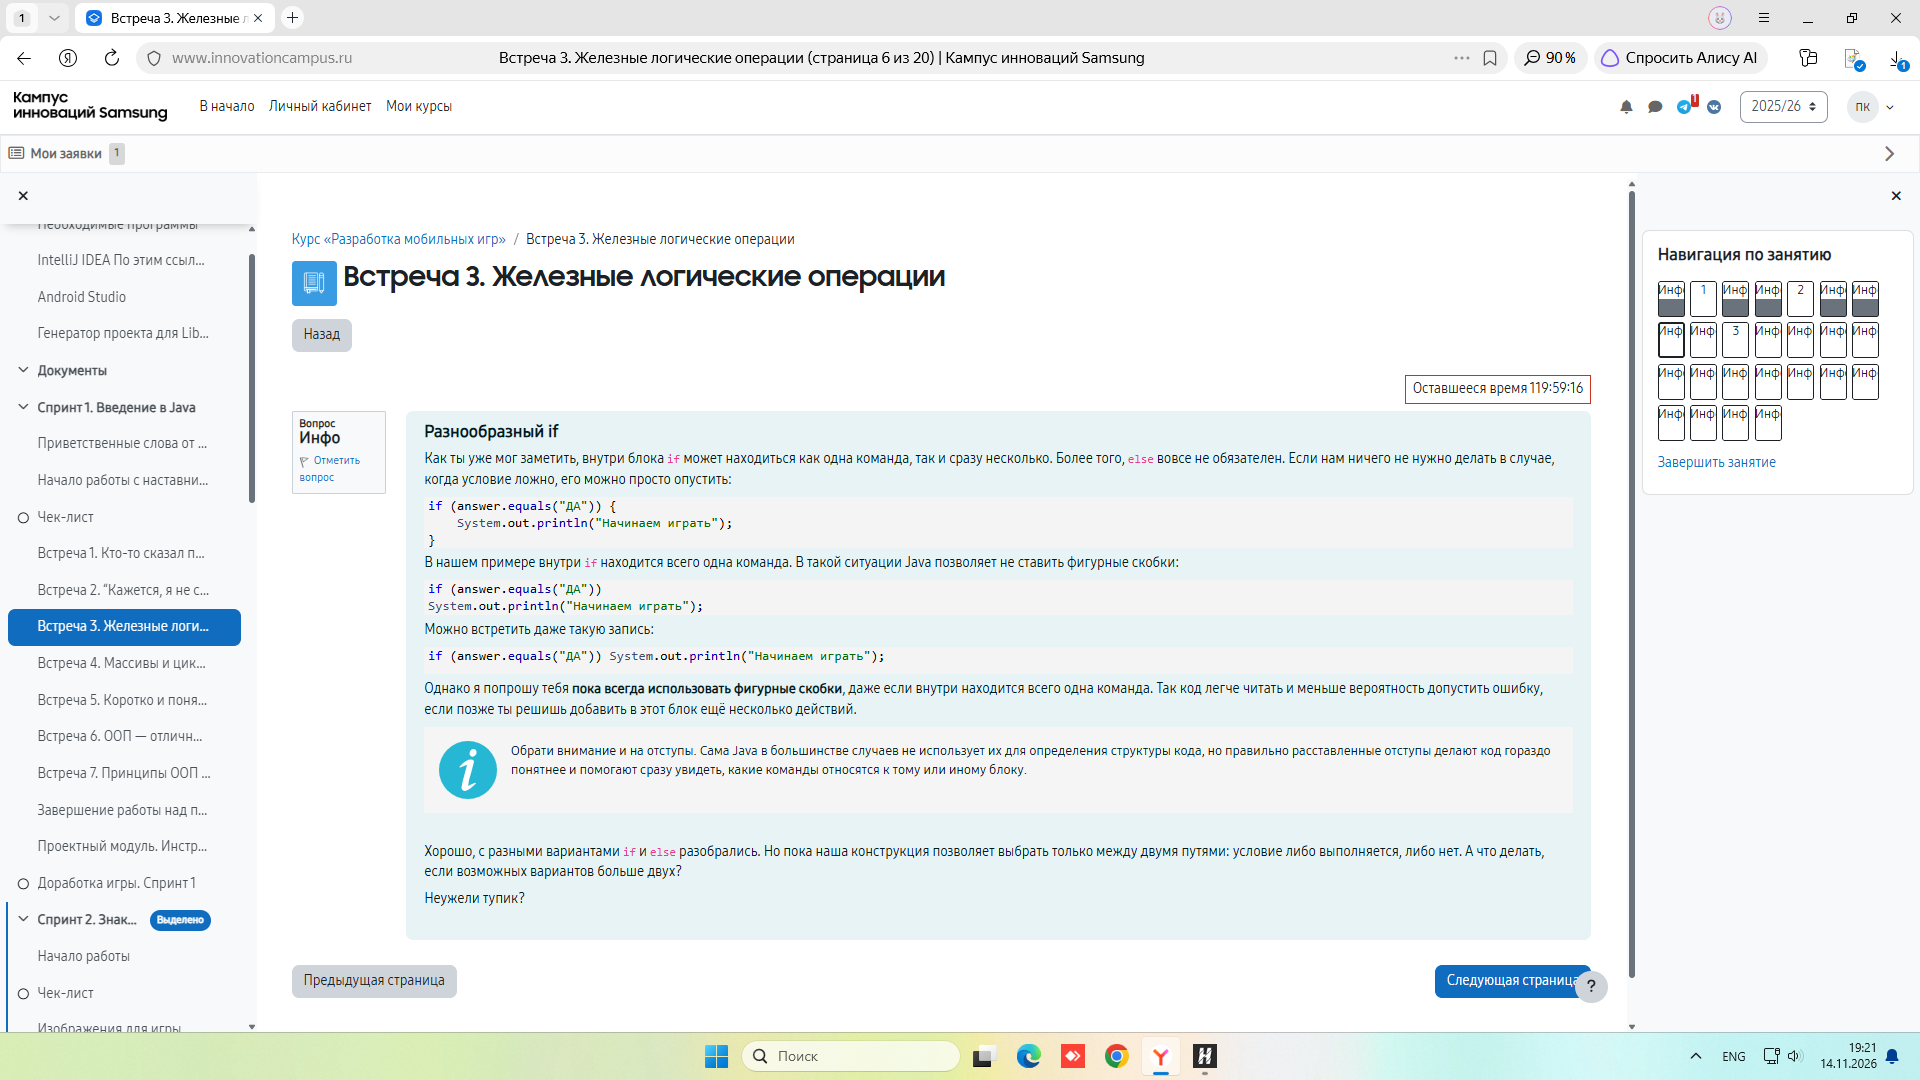 1
Встреча 3. Железные л
www.innovationcampus.ru
Встреча 3. Железные логические операции (страница 6 из 20) | Кампус инноваций Samsung
90 %
Спросить Алису AI
1
Кампус
инноваций Samsung
В начало
Личный кабинет
Мои курсы
1
2025/26
ПК
Мои заявки
1
Необходимые программы
IntelliJ IDEA По этим ссыл...
Android Studio
Генератор проекта для Lib...
Документы
Спринт 1. Введение в Java
Приветственные слова от ...
Начало работы с наставни...
Чек-лист
Встреча 1. Кто-то сказал п...
Встреча 2. “Кажется, я не с...
Встреча 3. Железные логи...
Встреча 4. Массивы и цик...
Встреча 5. Коротко и поня...
Встреча 6. ООП — отличн...
Встреча 7. Принципы ООП ...
Завершение работы над п...
Проектный модуль. Инстр...
Доработка игры. Спринт 1
Спринт 2. Знак...
Выделено
Начало работы
Чек-лист
Изображения для игры
Курс «Разработка мобильных игр» / Встреча 3. Железные логические операции
Встреча 3. Железные логические операции
Назад
Оставшееся время 119:59:16
Вопрос
Инфо
Отметить
вопрос
Разнообразный if
Как ты уже мог заметить, внутри блока if может находиться как одна команда, так и сразу несколько. Более того, else вовсе не обязателен. Если нам ничего не нужно делать в случае,
когда условие ложно, его можно просто опустить:
if (answer.equals("ДА")) {
System.out.println("Начинаем играть");
}
В нашем примере внутри if находится всего одна команда. В такой ситуации Java позволяет не ставить фигурные скобки:
if (answer.equals("ДА"))
System.out.println("Начинаем играть");
Можно встретить даже такую запись:
if (answer.equals("ДА")) System.out.println("Начинаем играть");
Однако я попрошу тебя пока всегда использовать фигурные скобки, даже если внутри находится всего одна команда. Так код легче читать и меньше вероятность допустить ошибку,
если позже ты решишь добавить в этот блок ещё несколько действий.
Обрати внимание и на отступы. Сама Java в большинстве случаев не использует их для определения структуры кода, но правильно расставленные отступы делают код гораздо
понятнее и помогают сразу увидеть, какие команды относятся к тому или иному блоку.
Хорошо, с разными вариантами if и else разобрались. Но пока наша конструкция позволяет выбрать только между двумя путями: условие либо выполняется, либо нет. А что делать,
если возможных вариантов больше двух?
Неужели тупик?
Предыдущая страница
Следующая страница
?
Навигация по занятию
Инф 1 Инф Инф 2 Инф Инф
Инф Инф 3 Инф Инф Инф Инф
Инф Инф Инф Инф Инф Инф Инф
Инф Инф Инф Инф
Завершить занятие
Поиск
ENG
19:21
14.11.2026